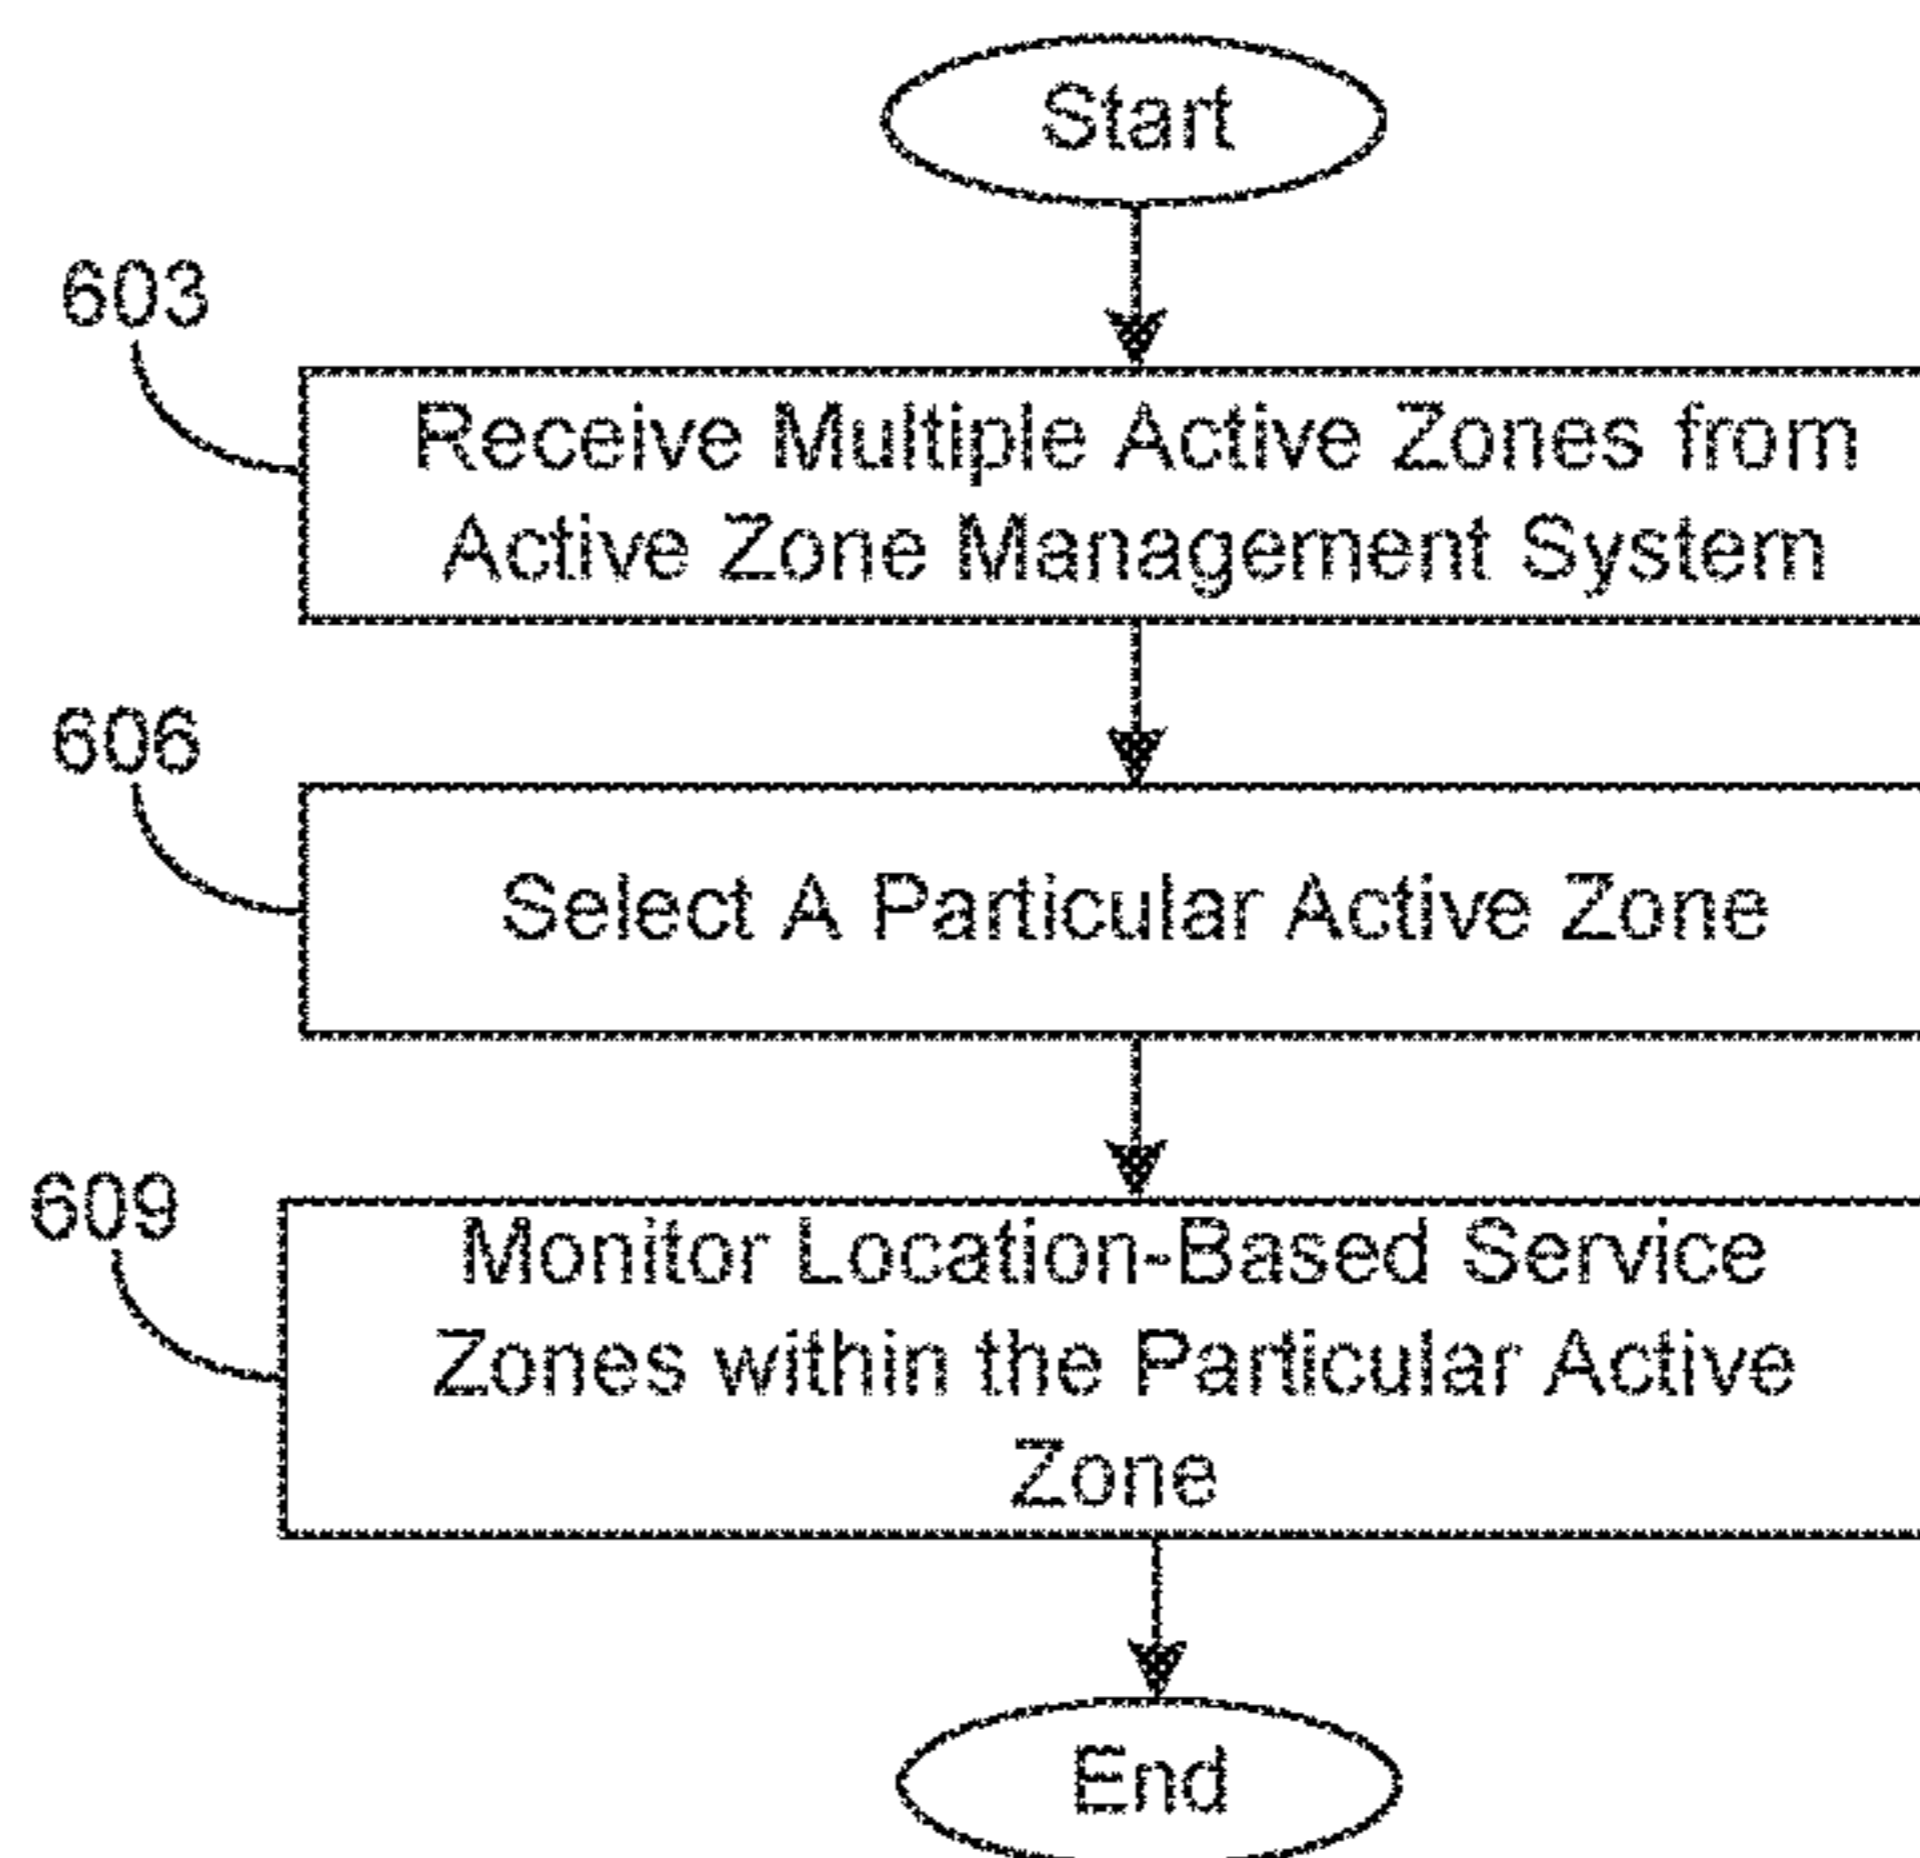 Start
603
Receive Multiple Active Zones from
Active Zone Management System
606
Select A Particular Active Zone
609
Monitor Location-Based Service
Zones within the Particular Active
Zone
End